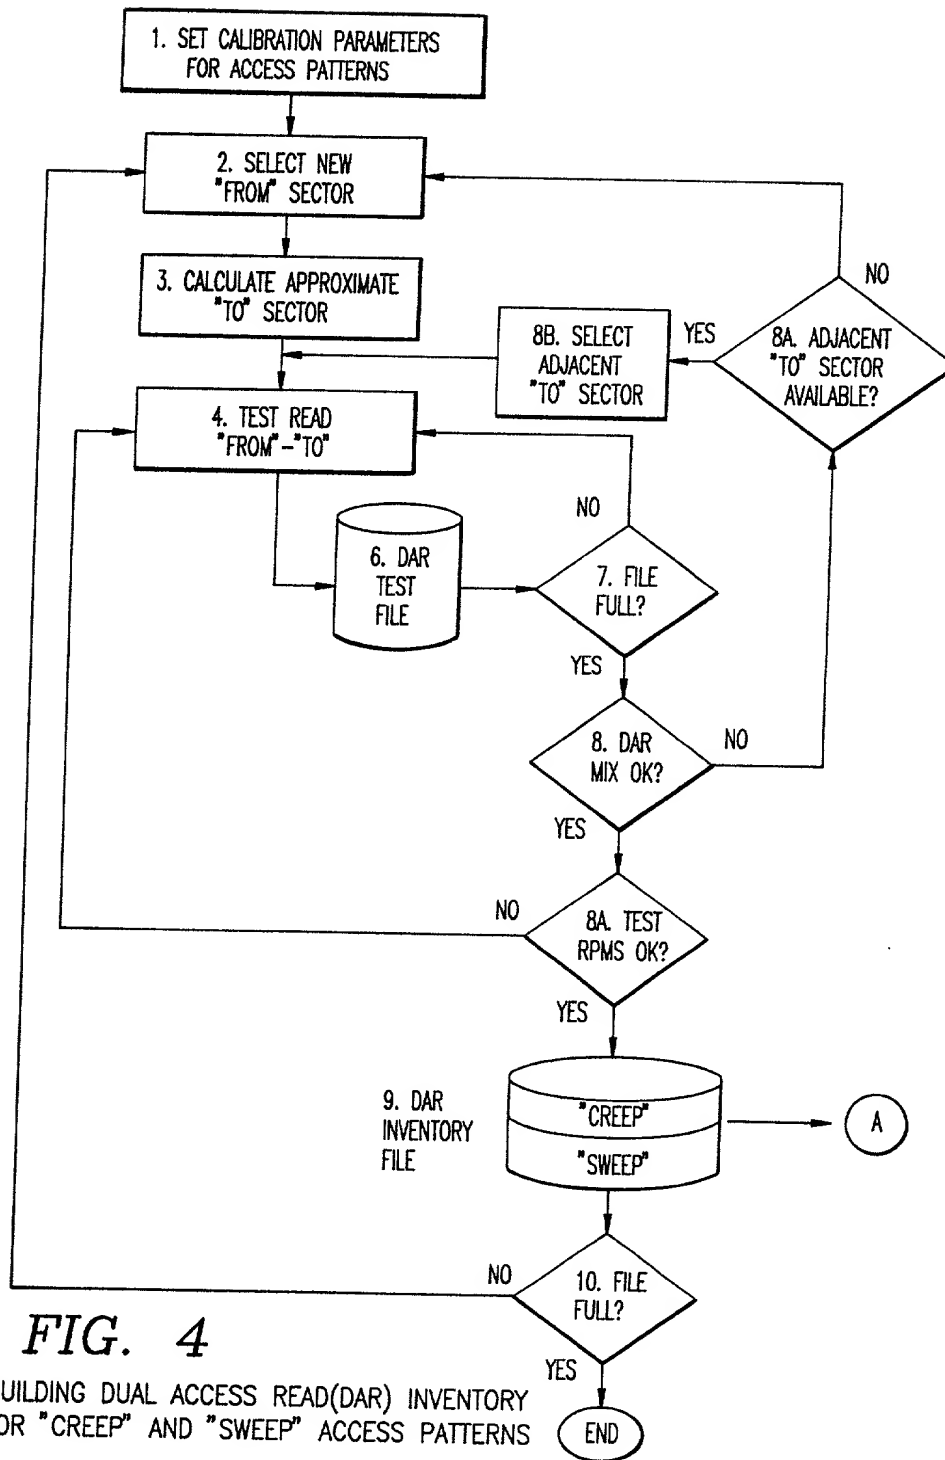 1. SET CALIBRATION PARAMETERS
FOR ACCESS PATTERNS
2. SELECT NEW
"FROM" SECTOR
3. CALCULATE APPROXIMATE
"TO" SECTOR
NO
8B. SELECT
ADJACENT
"TO" SECTOR
YES
8A. ADJACENT
"TO" SECTOR
AVAILABLE?
4. TEST READ
"FROM"-"TO"
NO
6. DAR
TEST
FILE
7. FILE
FULL?
YES
8. DAR
MIX OK?
NO
YES
NO
8A. TEST
RPMS OK?
YES
9. DAR
INVENTORY
FILE
"CREEP"
"SWEEP"
A
NO
10. FILE
FULL?
YES
END
FIG. 4
UILDING DUAL ACCESS READ(DAR) INVENTORY
OR "CREEP" AND "SWEEP" ACCESS PATTERNS